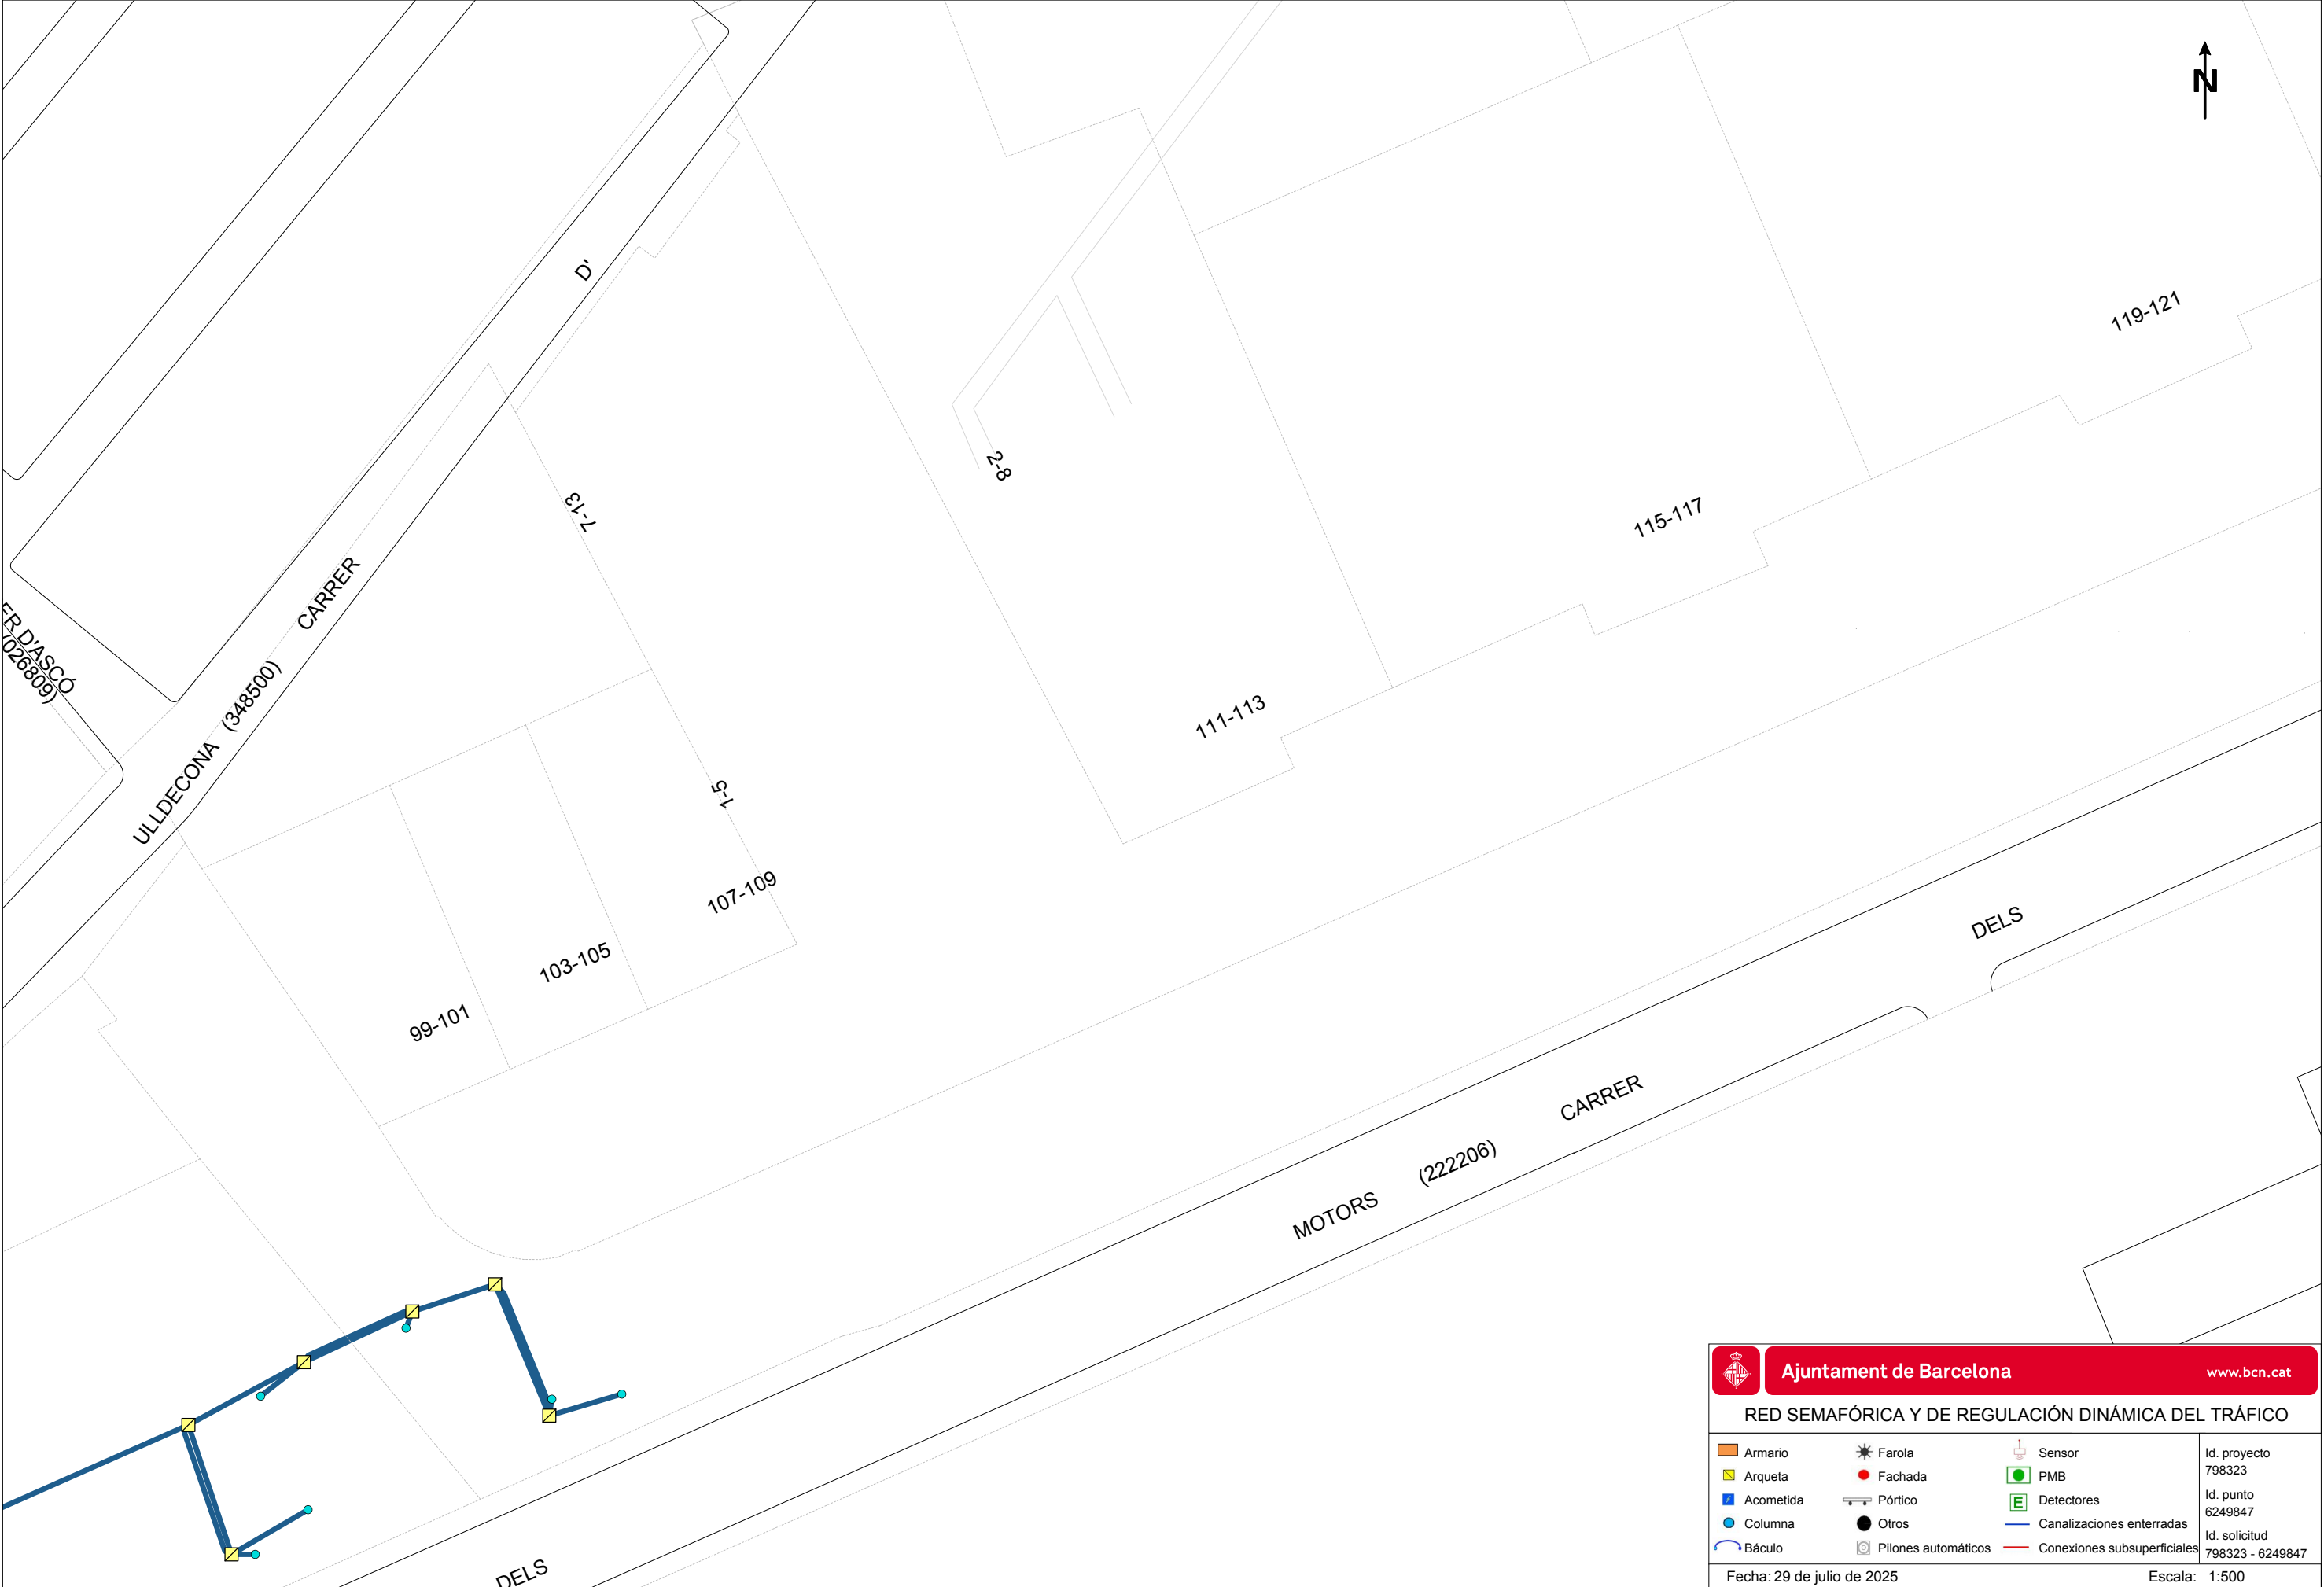 N
D'
119-121
2-8
7-13
115-117
CARRER
ER D'ASCÓ
(026809)
(348500)
ULLDECONA
111-113
1-5
107-109
DELS
103-105
99-101
CARRER
(222206)
MOTORS
DELS
Ajuntament de Barcelona
www.bcn.cat
RED SEMAFÓRICA Y DE REGULACIÓN DINÁMICA DEL TRÁFICO
Armario
Arqueta
Acometida
Columna
Báculo
Farola
Fachada
Pórtico
Otros
Pilones automáticos
Sensor
PMB
E Detectores
Canalizaciones enterradas
Conexiones subsuperficiales
Id. proyecto
798323
Id. punto
6249847
Id. solicitud
798323 - 6249847
Fecha: 29 de julio de 2025
Escala: 1:500